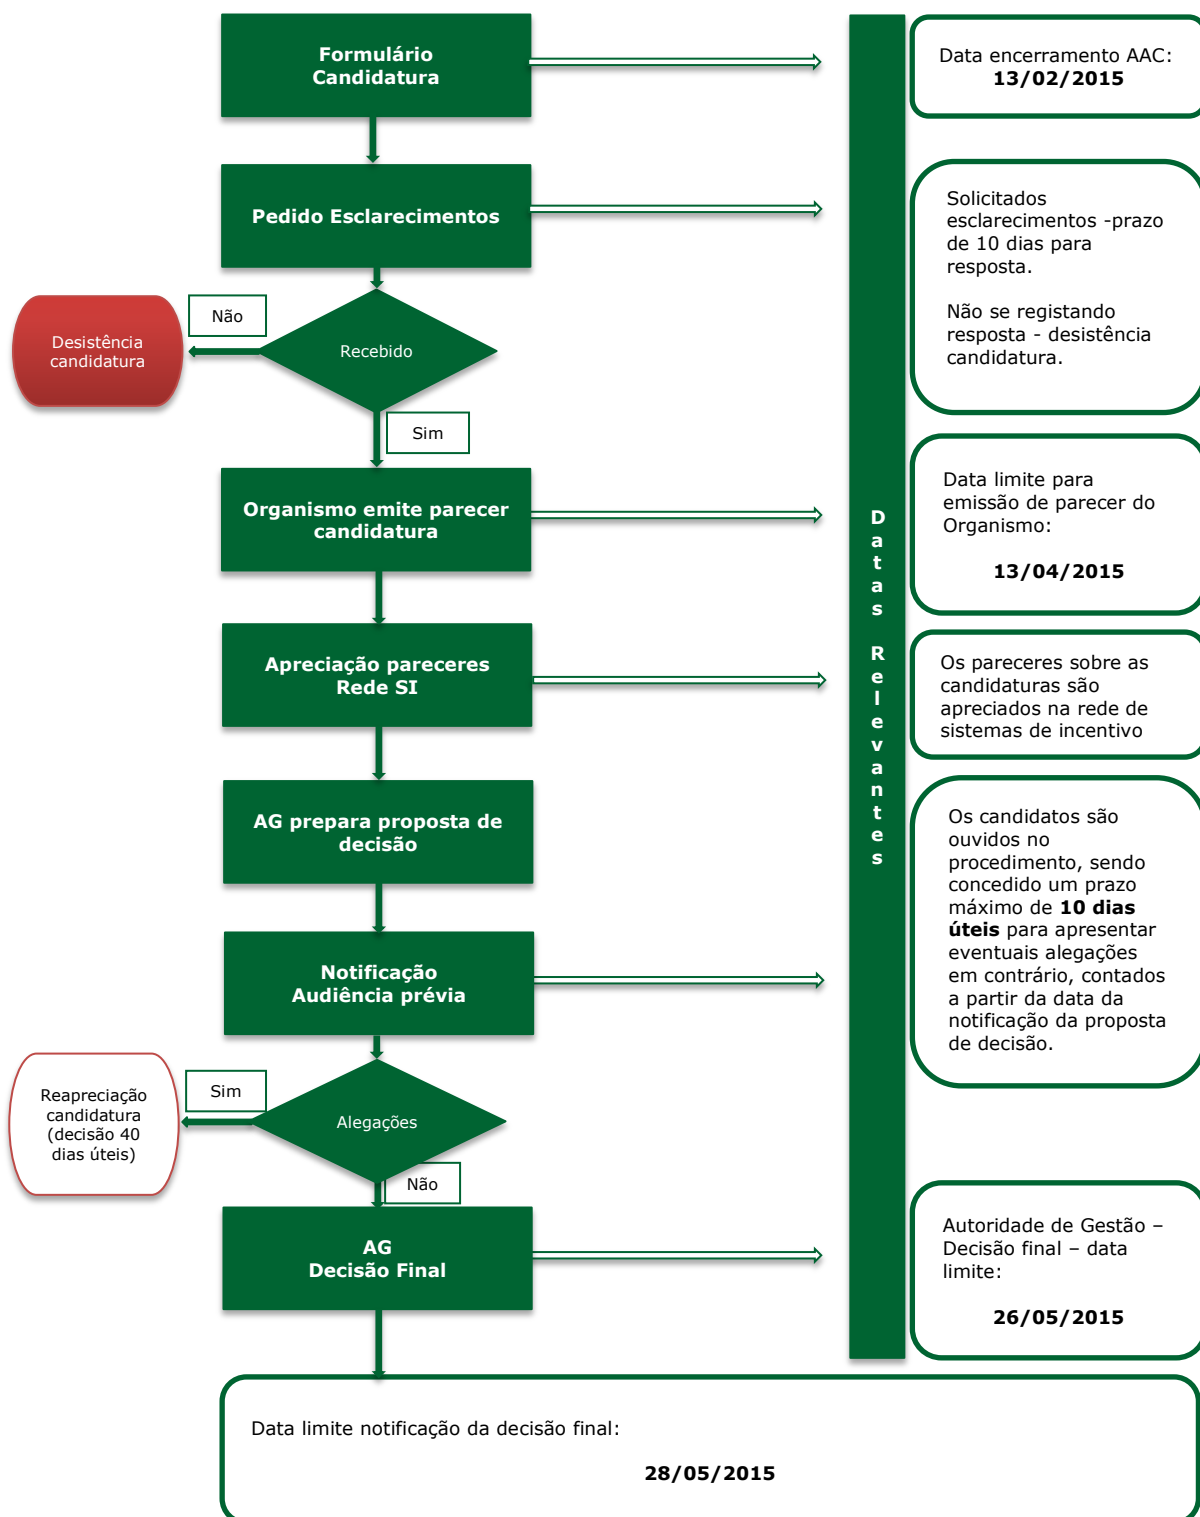 Formulário
Candidatura
Data encerramento AAC:
13/02/2015
Pedido Esclarecimentos
Solicitados
esclarecimentos -prazo
de 10 dias para
resposta.
Não se registando
resposta - desistência
candidatura.
Não
Desistência
candidatura
Recebido
Sim
Organismo emite parecer
candidatura
Data limite para
emissão de parecer do
Organismo:
13/04/2015
Datas Relevantes
Apreciação pareceres
Rede SI
Os pareceres sobre as
candidaturas são
apreciados na rede de
sistemas de incentivo
AG prepara proposta de
decisão
Os candidatos são
ouvidos no
procedimento, sendo
concedido um prazo
máximo de 10 dias
úteis para apresentar
eventuais alegações
em contrário, contados
a partir da data da
notificação da proposta
de decisão.
Notificação
Audiência prévia
Sim
Reapreciação
candidatura
(decisão 40
dias úteis)
Alegações
Não
AG
Decisão Final
Autoridade de Gestão –
Decisão final – data
limite:
26/05/2015
Data limite notificação da decisão final:
28/05/2015